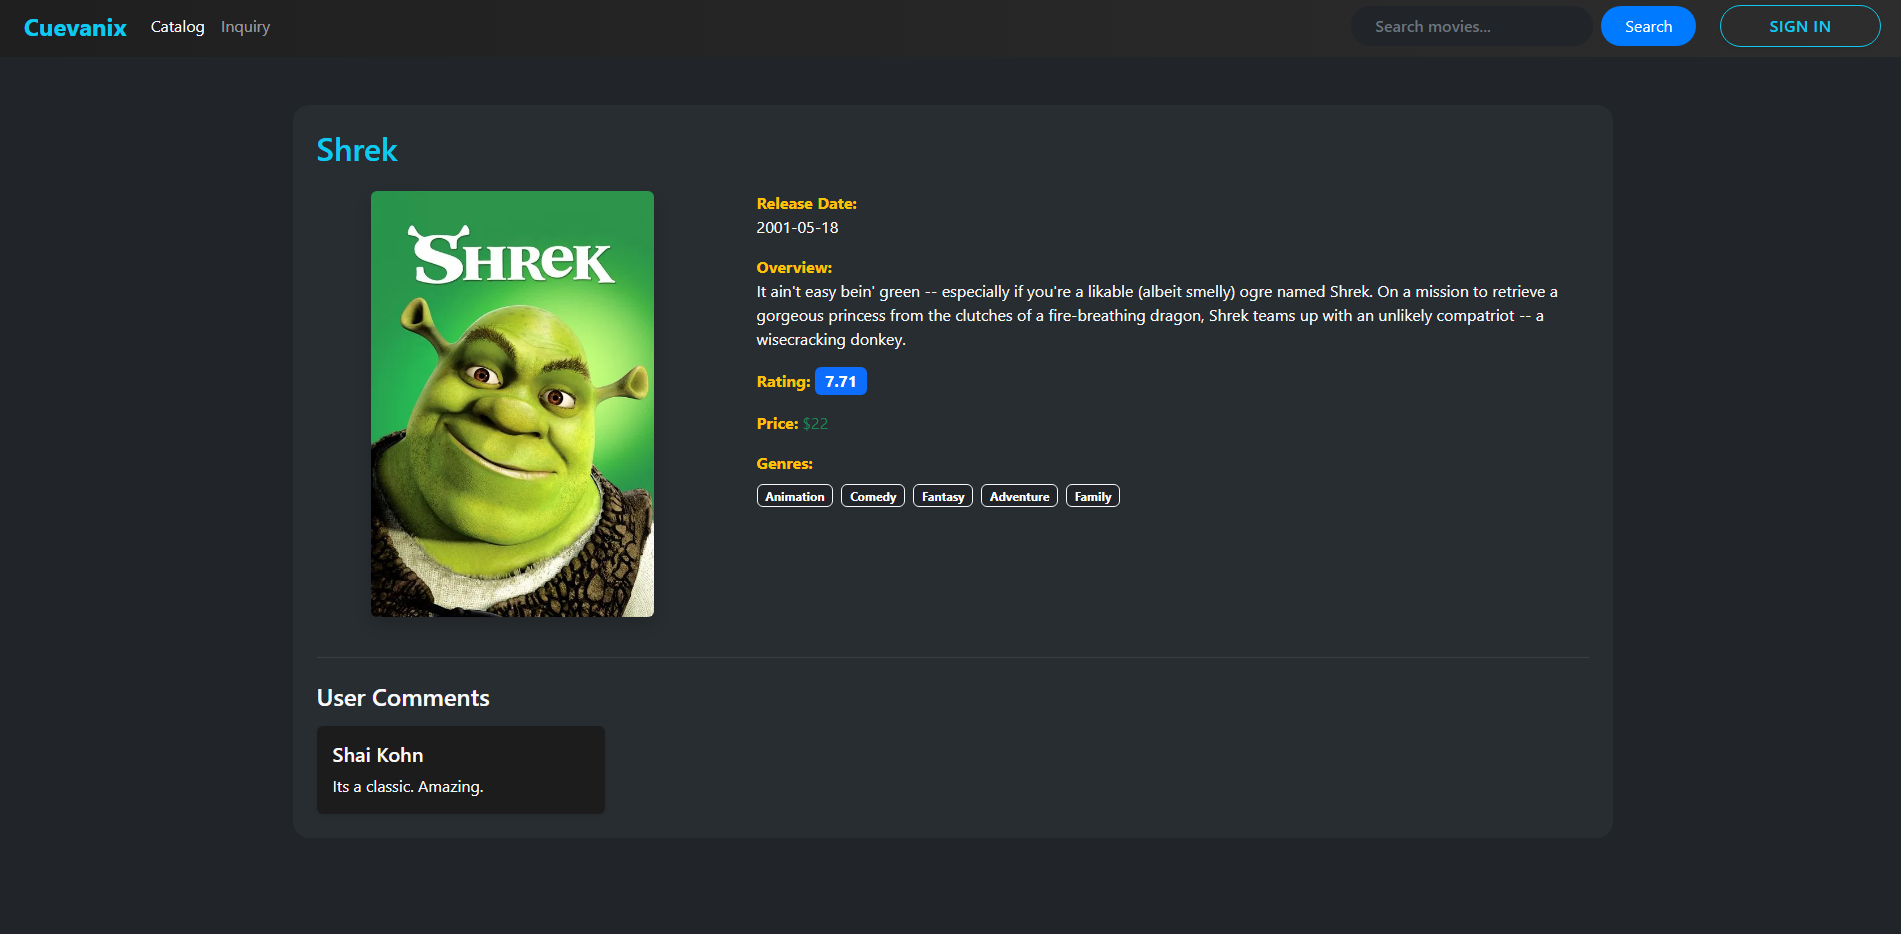 Cuevanix Catalog Inquiry Search movies... Search SIGN IN
Shrek
SHREK
Release Date:
2001-05-18
Overview:
It ain't easy bein' green -- especially if you're a likable (albeit smelly) ogre named Shrek. On a mission to retrieve a
gorgeous princess from the clutches of a fire-breathing dragon, Shrek teams up with an unlikely compatriot -- a
wisecracking donkey.
Rating: 7.71
Price: $22
Genres:
Animation Comedy Fantasy Adventure Family
User Comments
Shai Kohn
Its a classic. Amazing.